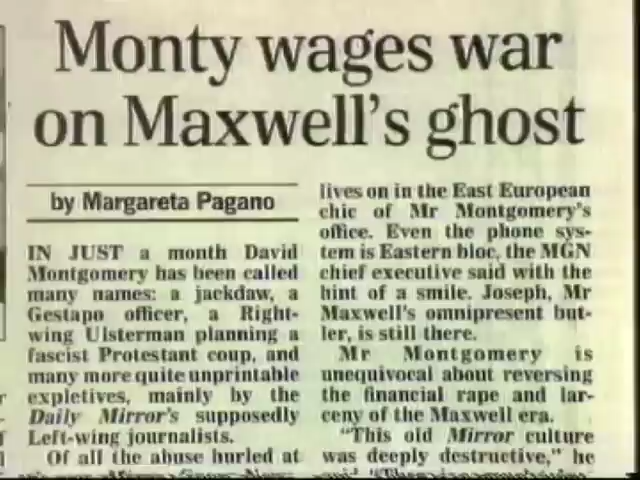 Monty wages war
on Maxwell's ghost
by Margareta Pagano
IN JUST a month David
Montgomery has been called
many names: a jackdaw, a
Gestapo officer, a Right-
wing Ulsterman planning a
fascist Protestant coup, and
many more quite unprintable
expletives, mainly by the
Daily Mirror's supposedly
Left-wing journalists.
Of all the abuse hurled at
lives on in the East European
chic of Mr Montgomery's
office. Even the phone sys-
tem is Eastern bloc, the MGN
chief executive said with the
hint of a smile. Joseph, Mr
Maxwell's omnipresent but-
ler, is still there.
Mr Montgomery is
unequivocal about reversing
the financial rape and lar-
ceny of the Maxwell era.
"This old Mirror culture
was deeply destructive," he